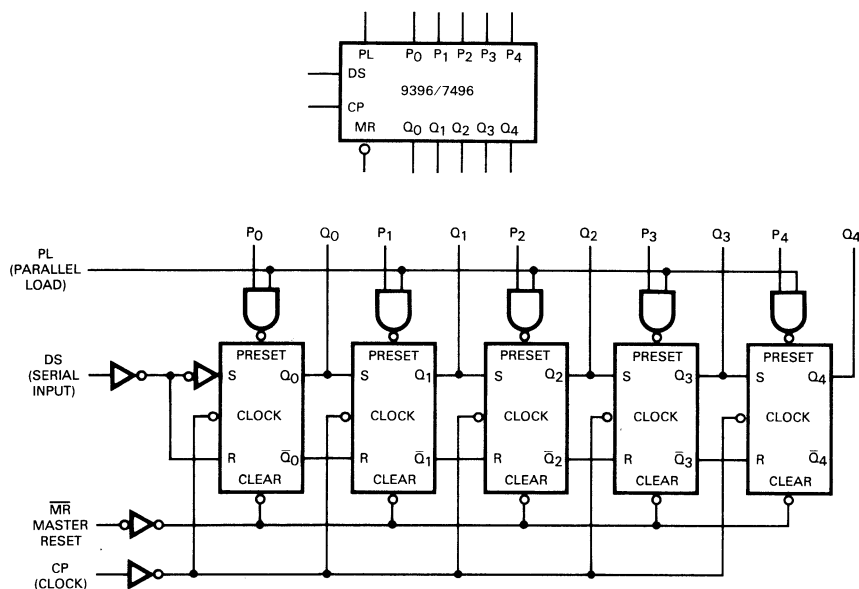 PL P0 P1 P2 P3 P4
DS
9396/7496
CP
MR Q0 Q1 Q2 Q3 Q4
P0 Q0 P1 Q1 P2 Q2 P3 Q3 P4 Q4
PL
(PARALLEL
LOAD)
PRESET PRESET PRESET PRESET PRESET
DS
(SERIAL
INPUT)
S Q0 S Q1 S Q2 S Q3 S Q4
CLOCK CLOCK CLOCK CLOCK CLOCK
R Q̅0 R Q̅1 R Q̅2 R Q̅3 R Q̅4
CLEAR CLEAR CLEAR CLEAR CLEAR
M̅R̅
MASTER
RESET
CP
(CLOCK)